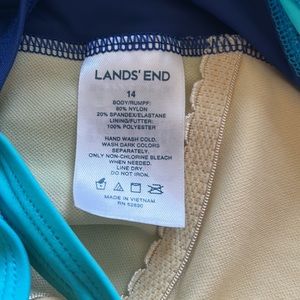 LANDS' END
14
BODY/RUMPF:
80% NYLON
20% SPANDEX/ELASTANE
LINING/FUTTER:
100% POLYESTER
HAND WASH COLD.
WASH DARK COLORS
SEPARATELY.
ONLY NON-CHLORINE BLEACH
WHEN NEEDED.
LINE DRY.
DO NOT IRON.
MADE IN VIETNAM
RN 62830